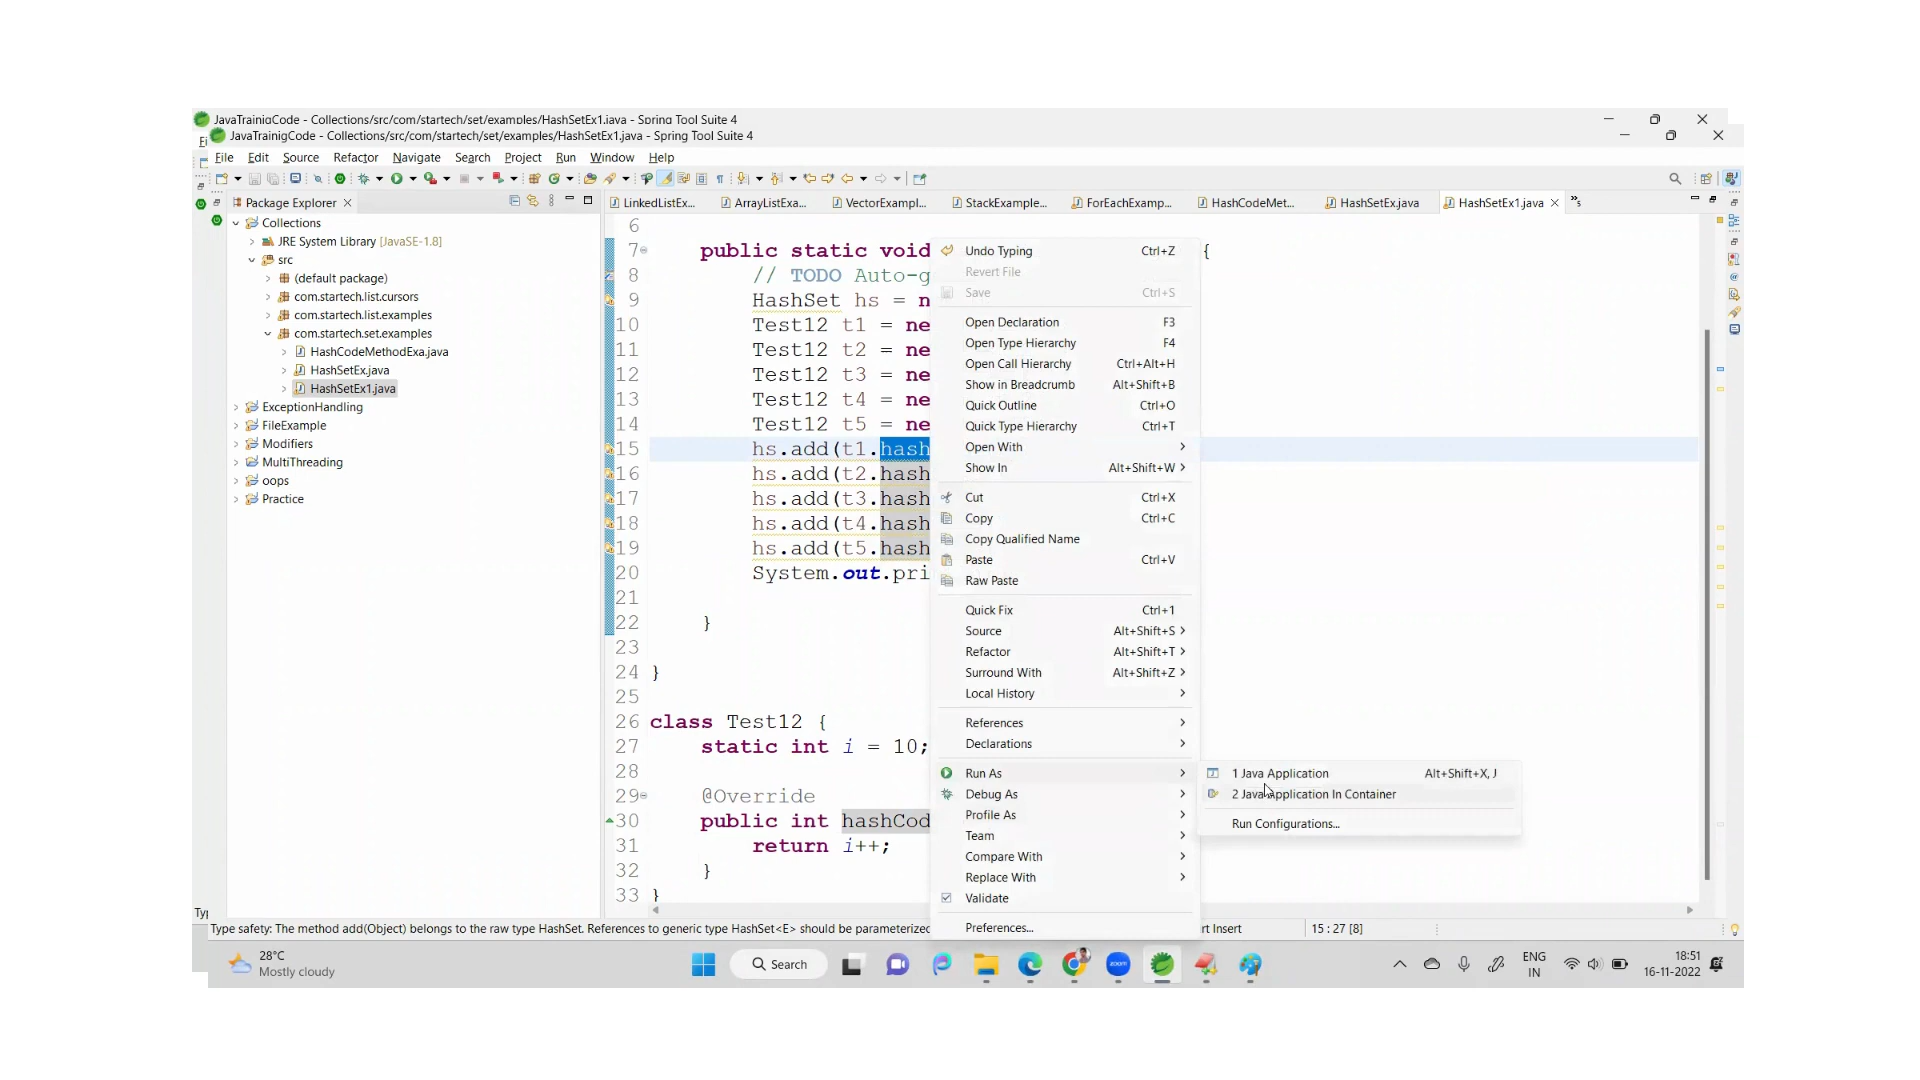 JavaTrainigCode - Collections/src/com/startech/set/examples/HashSetEx1.java - Spring Tool Suite 4
JavaTrainigCode - Collections/src/com/startech/set/examples/HashSetEx1.java - Spring Tool Suite 4
File Edit Source Refactor Navigate Search Project Run Window Help
Package Explorer
LinkedListEx... ArrayListExa... VectorExampl... StackExample... ForEachExamp... HashCodeMet... HashSetEx.java HashSetEx1.java »5
Collections
JRE System Library [JavaSE-1.8]
src
(default package)
com.startech.list.cursors
com.startech.list.examples
com.startech.set.examples
HashCodeMethodExa.java
HashSetEx.java
HashSetEx1.java
ExceptionHandling
FileExample
Modifiers
MultiThreading
oops
Practice
6
7 public static void {
8 // TODO Auto-g
9 HashSet hs = n
10 Test12 t1 = ne
11 Test12 t2 = ne
12 Test12 t3 = ne
13 Test12 t4 = ne
14 Test12 t5 = ne
15 hs.add(t1.hash
16 hs.add(t2.hash
17 hs.add(t3.hash
18 hs.add(t4.hash
19 hs.add(t5.hash
20 System.out.pri
21
22 }
23
24 }
25
26 class Test12 {
27 static int i = 10;
28
29 @Override
30 public int hashCod
31 return i++;
32 }
33 }
Undo Typing Ctrl+Z
Revert File
Save Ctrl+S
Open Declaration F3
Open Type Hierarchy F4
Open Call Hierarchy Ctrl+Alt+H
Show in Breadcrumb Alt+Shift+B
Quick Outline Ctrl+O
Quick Type Hierarchy Ctrl+T
Open With
Show In Alt+Shift+W
Cut Ctrl+X
Copy Ctrl+C
Copy Qualified Name
Paste Ctrl+V
Raw Paste
Quick Fix Ctrl+1
Source Alt+Shift+S
Refactor Alt+Shift+T
Surround With Alt+Shift+Z
Local History
References
Declarations
Run As
Debug As
Profile As
Team
Compare With
Replace With
Validate
Preferences...
1 Java Application Alt+Shift+X, J
2 Java Application In Container
Run Configurations...
Type safety: The method add(Object) belongs to the raw type HashSet. References to generic type HashSet<E> should be parameterized rt Insert 15 : 27 [8]
28°C
Mostly cloudy
Search
zoom
ENG
IN
18:51
16-11-2022